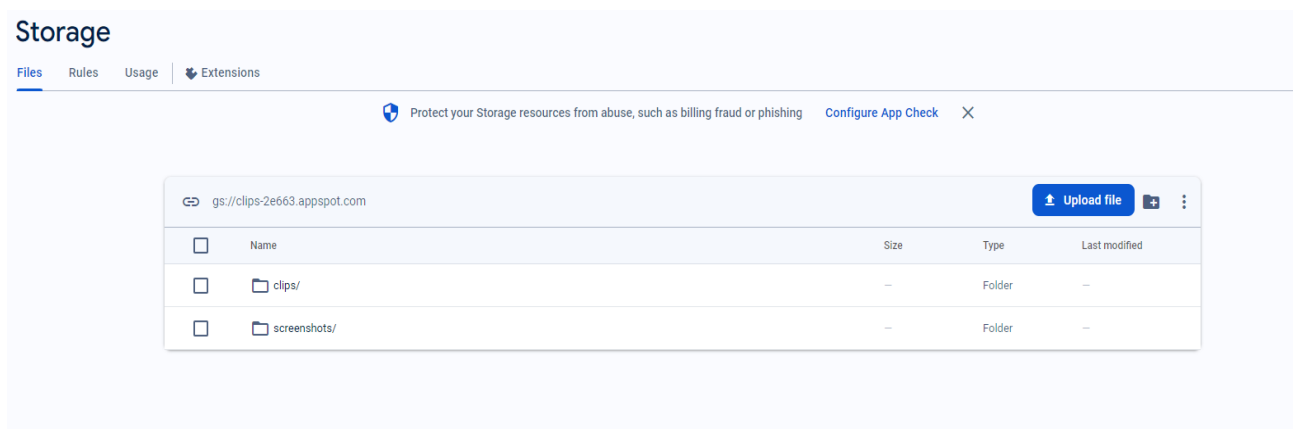 Storage
Files Rules Usage Extensions
Protect your Storage resources from abuse, such as billing fraud or phishing Configure App Check
gs://clips-2e663.appspot.com Upload file
Name Size Type Last modified
clips/ — Folder —
screenshots/ — Folder —